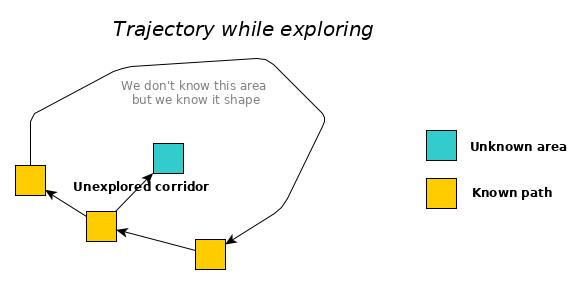 Trajectory while exploring
We don't know this area
but we know it shape
Unexplored corridor
Unknown area
Known path